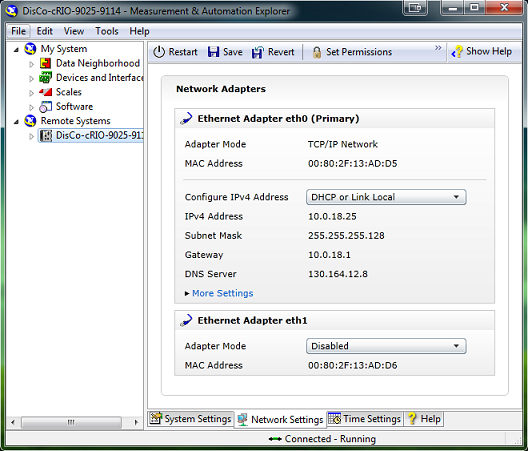 DisCo-cRIO-9025-9114 - Measurement & Automation Explorer
File Edit View Tools Help
My System
Data Neighborhood
Devices and Interface
Scales
Software
Remote Systems
DisCo-cRIO-9025-911
Restart Save Revert Set Permissions » Show Help
Network Adapters
Ethernet Adapter eth0 (Primary)
Adapter Mode TCP/IP Network
MAC Address 00:80:2F:13:AD:D5
Configure IPv4 Address DHCP or Link Local
IPv4 Address 10.0.18.25
Subnet Mask 255.255.255.128
Gateway 10.0.18.1
DNS Server 130.164.12.8
More Settings
Ethernet Adapter eth1
Adapter Mode Disabled
MAC Address 00:80:2F:13:AD:D6
System Settings Network Settings Time Settings Help
Connected - Running